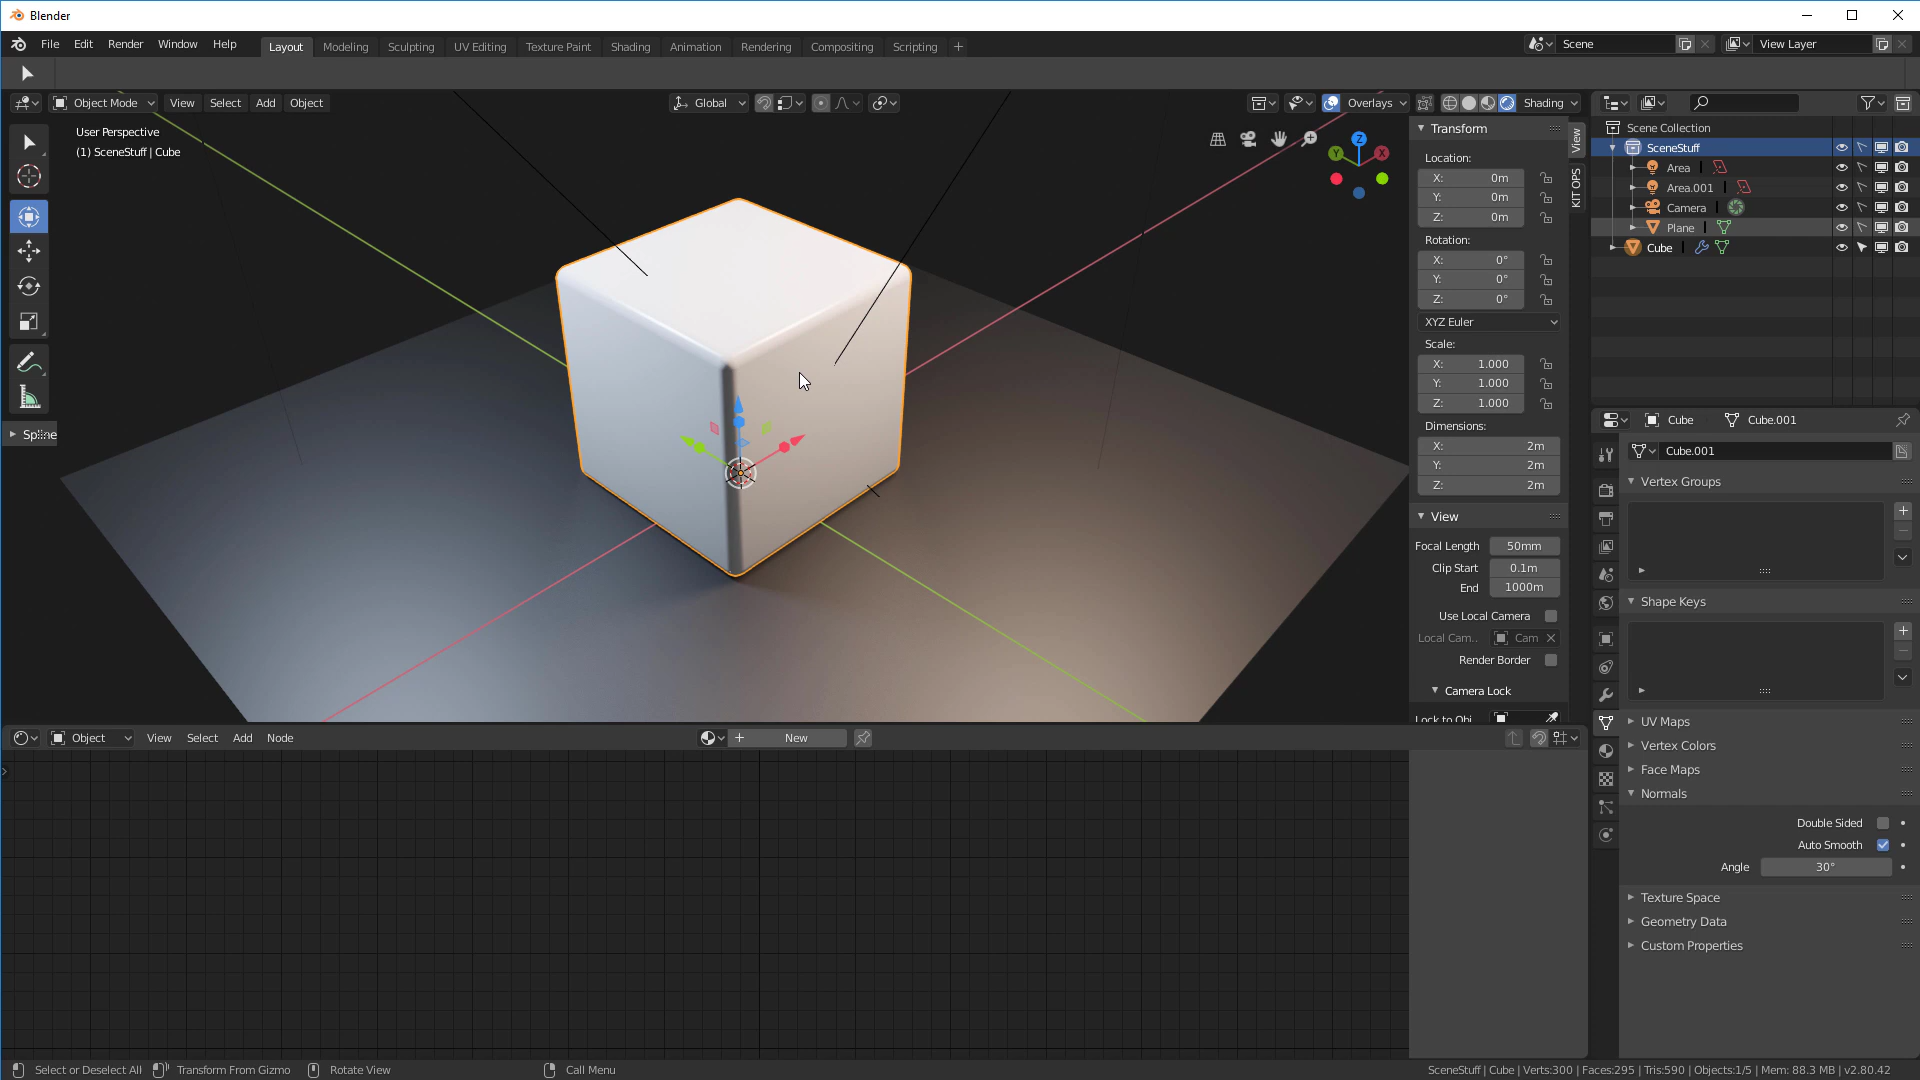 Blender
File Edit Render Window Help Layout Modeling Sculpting UV Editing Texture Paint Shading Animation Rendering Compositing Scripting + Scene View Layer
Object Mode View Select Add Object Global Overlays Shading
User Perspective
(1) SceneStuff | Cube
Z
Y
X
Spline
Transform
Location:
X: 0m
Y: 0m
Z: 0m
Rotation:
X: 0°
Y: 0°
Z: 0°
XYZ Euler
Scale:
X: 1.000
Y: 1.000
Z: 1.000
Dimensions:
X: 2m
Y: 2m
Z: 2m
View
Focal Length 50mm
Clip Start 0.1m
End 1000m
Use Local Camera
Local Cam.. Cam
Render Border
Camera Lock
Lock to Obj
View
KIT OPS
Scene Collection
SceneStuff
Area
Area.001
Camera
Plane
Cube
Cube Cube.001
Cube.001
Vertex Groups
Shape Keys
UV Maps
Vertex Colors
Face Maps
Normals
Double Sided
Auto Smooth
Angle 30°
Texture Space
Geometry Data
Custom Properties
Object View Select Add Node + New
Select or Deselect All Transform From Gizmo Rotate View Call Menu SceneStuff | Cube | Verts:300 | Faces:295 | Tris:590 | Objects:1/5 | Mem: 88.3 MB | v2.80.42